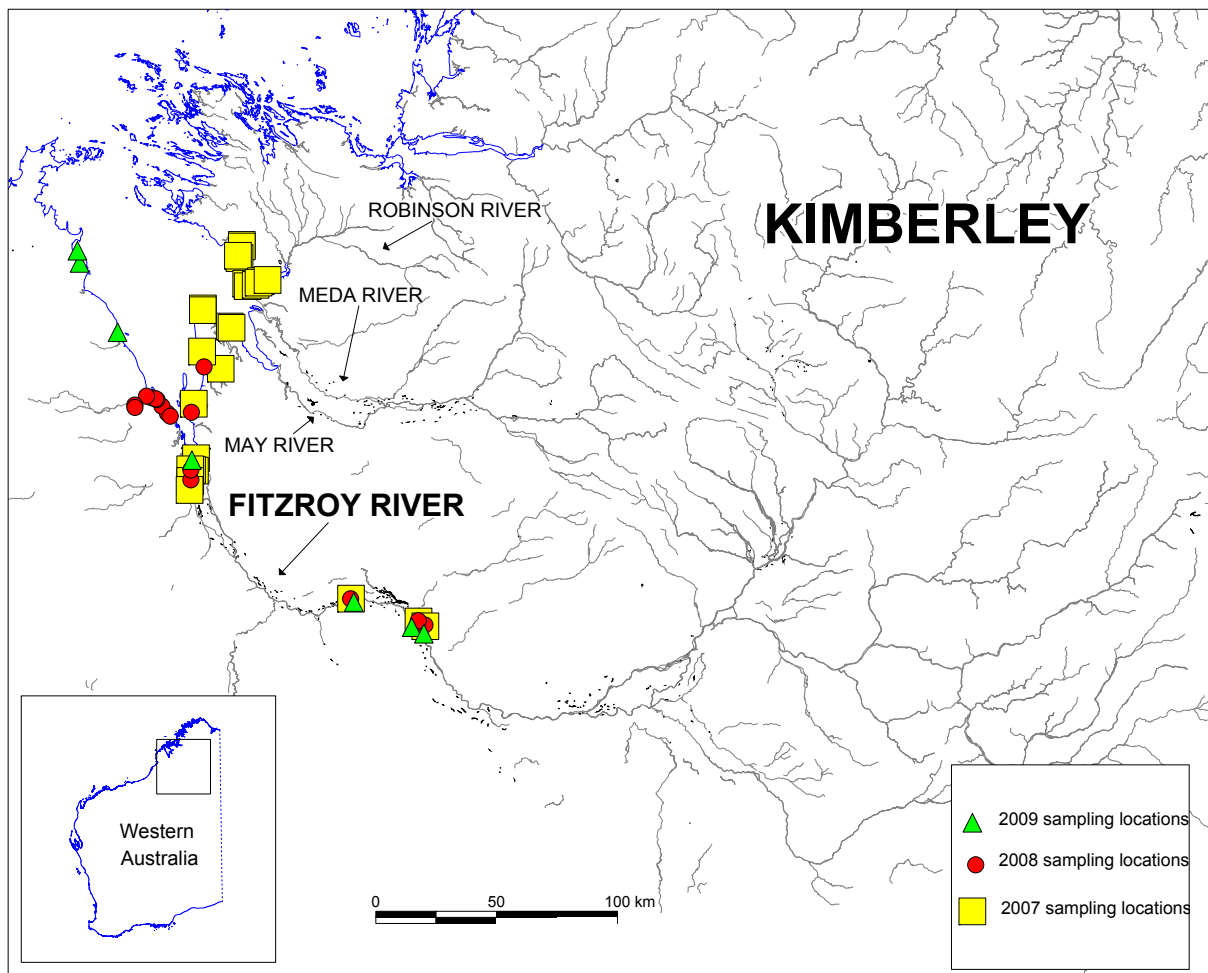 KIMBERLEY
ROBINSON RIVER
MEDA RIVER
MAY RIVER
FITZROY RIVER
Western
Australia
0 50 100 km
2009 sampling locations
2008 sampling locations
2007 sampling locations